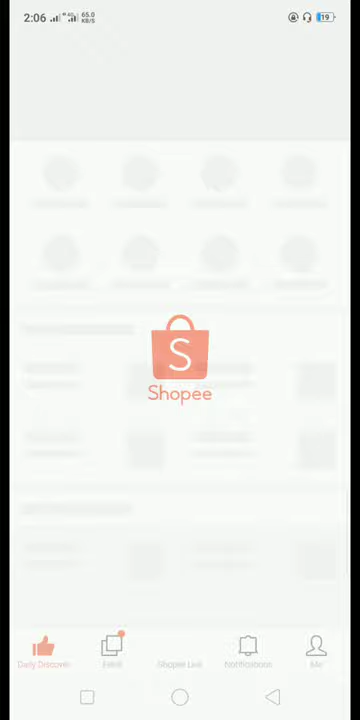 2:06
65.0
KB/S
19
S
Shopee
Daily Discover
Feed
Shopee Live
Notifications
Me